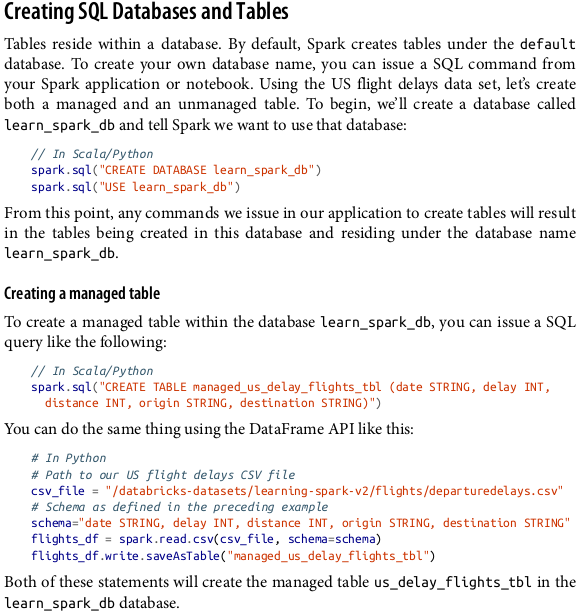 Creating SQL Databases and Tables
Tables reside within a database. By default, Spark creates tables under the default
database. To create your own database name, you can issue a SQL command from
your Spark application or notebook. Using the US flight delays data set, let’s create
both a managed and an unmanaged table. To begin, we’ll create a database called
learn_spark_db and tell Spark we want to use that database:
// In Scala/Python
spark.sql("CREATE DATABASE learn_spark_db")
spark.sql("USE learn_spark_db")
From this point, any commands we issue in our application to create tables will result
in the tables being created in this database and residing under the database name
learn_spark_db.
Creating a managed table
To create a managed table within the database learn_spark_db, you can issue a SQL
query like the following:
// In Scala/Python
spark.sql("CREATE TABLE managed_us_delay_flights_tbl (date STRING, delay INT,
distance INT, origin STRING, destination STRING)")
You can do the same thing using the DataFrame API like this:
# In Python
# Path to our US flight delays CSV file
csv_file = "/databricks-datasets/learning-spark-v2/flights/departuredelays.csv"
# Schema as defined in the preceding example
schema="date STRING, delay INT, distance INT, origin STRING, destination STRING"
flights_df = spark.read.csv(csv_file, schema=schema)
flights_df.write.saveAsTable("managed_us_delay_flights_tbl")
Both of these statements will create the managed table us_delay_flights_tbl in the
learn_spark_db database.